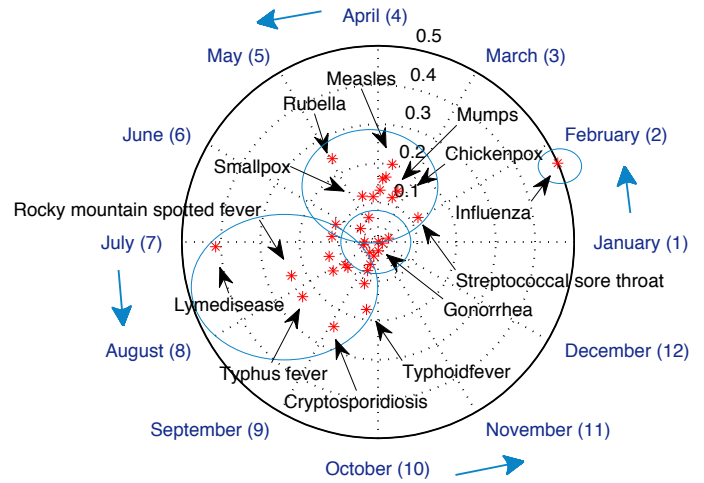 April (4)
May (5)
0.5
March (3)
0.4
Measles
Rubella
0.3
Mumps
June (6)
February (2)
0.2
Chickenpox
Smallpox
0.1
Rocky mountain spotted fever
Influenza
July (7)
January (1)
Streptococcal sore throat
Lymedisease
Gonorrhea
August (8)
December (12)
Typhus fever
Typhoidfever
Cryptosporidiosis
September (9)
November (11)
October (10)